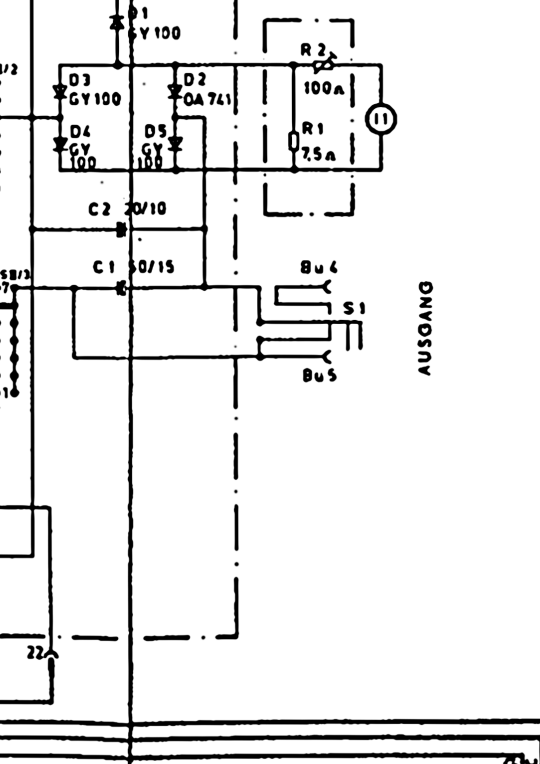 GY100
R2
100Ω
D3
GY100
D2
OA741
I1
R1
7,5Ω
D4
GY
100
D5
GY
100
C2 20/10
C1 50/15
Bu4
S1
Bu5
AUSGANG
22